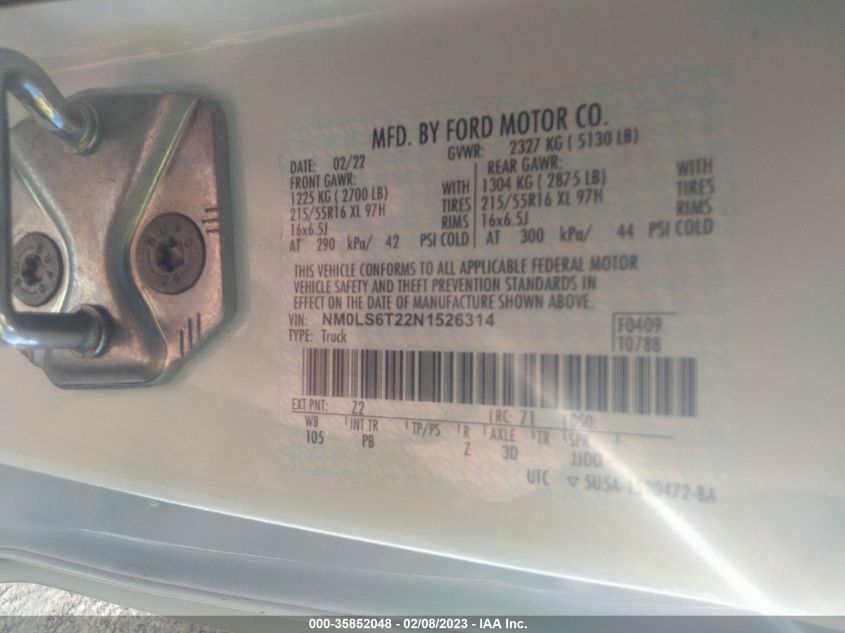 MFD. BY FORD MOTOR CO.
DATE: 02/22 GVWR: 2327 KG ( 5130 LB)
FRONT GAWR: REAR GAWR:
1225 KG ( 2700 LB) WITH 1304 KG ( 2875 LB) WITH
215/55R16 XL 97H TIRES 215/55R16 XL 97H TIRES
16x6.5J RIMS 16x6.5J RIMS
AT 290 kPa/ 42 PSI COLD AT 300 kPa/ 44 PSI COLD
THIS VEHICLE CONFORMS TO ALL APPLICABLE FEDERAL MOTOR
VEHICLE SAFETY AND THEFT PREVENTION STANDARDS IN
EFFECT ON THE DATE OF MANUFACTURE SHOWN ABOVE.
VIN: NM0LS6T22N1526314 F0409
TYPE: Truck T0738
EXT PNT: Z2 RC: 71 DSO:
WB INT TR TP/PS R AXLE TR SPR
105 PB Z 3D JJOD
UTC
BUFO
BUFO
000-35852048 - 02/08/2023 - IAA Inc.